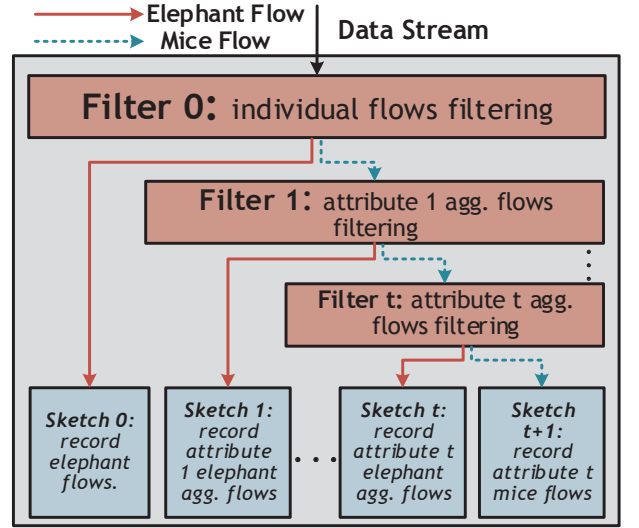 Elephant Flow
Mice Flow
Data Stream
Filter 0: individual flows filtering
Filter 1: attribute 1 agg. flows
filtering
Filter t: attribute t agg.
flows filtering
Sketch 0:
record
elephant
flows.
Sketch 1:
record
attribute
1 elephant
agg. flows
Sketch t:
record
attribute t
elephant
agg. flows
Sketch
t+1:
record
attribute t
mice flows